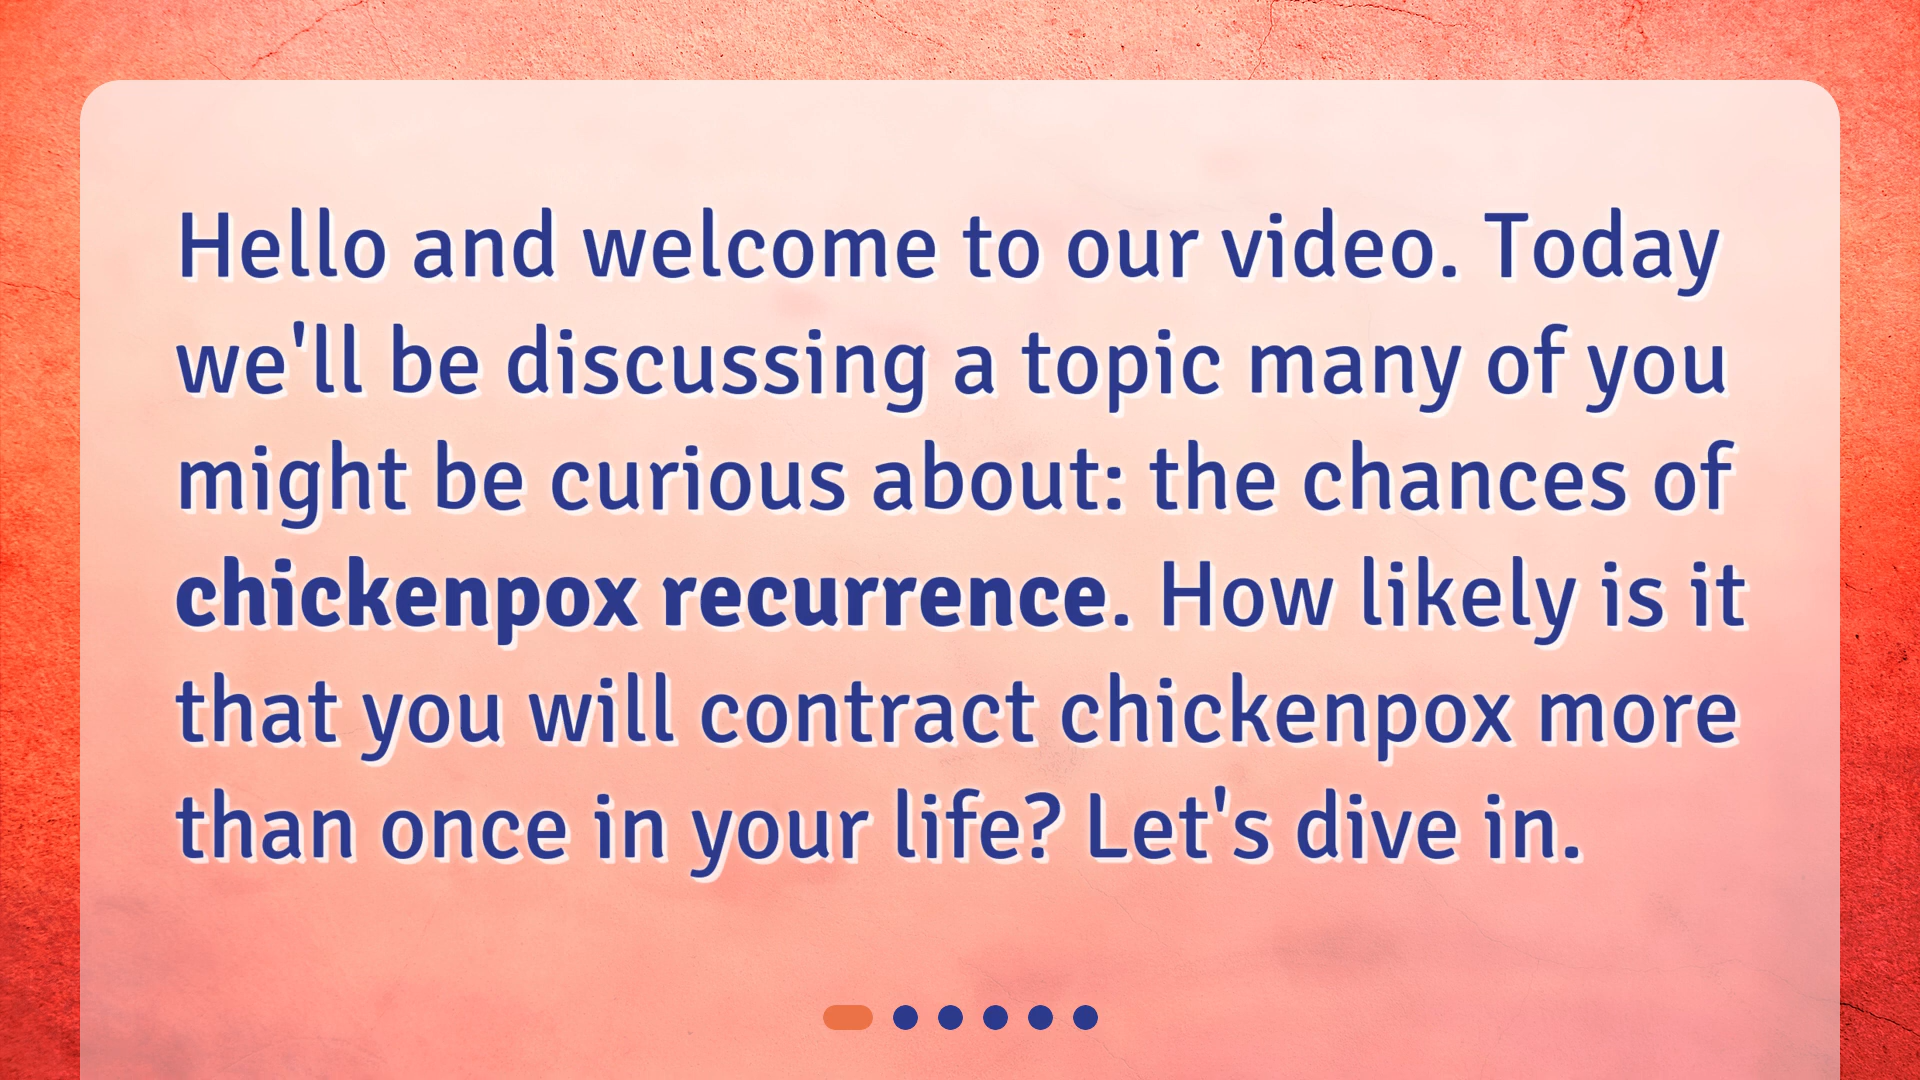 Hello and welcome to our video. Today
we'll be discussing a topic many of you
might be curious about: the chances of
chickenpox recurrence. How likely is it
that you will contract chickenpox more
than once in your life? Let's dive in.